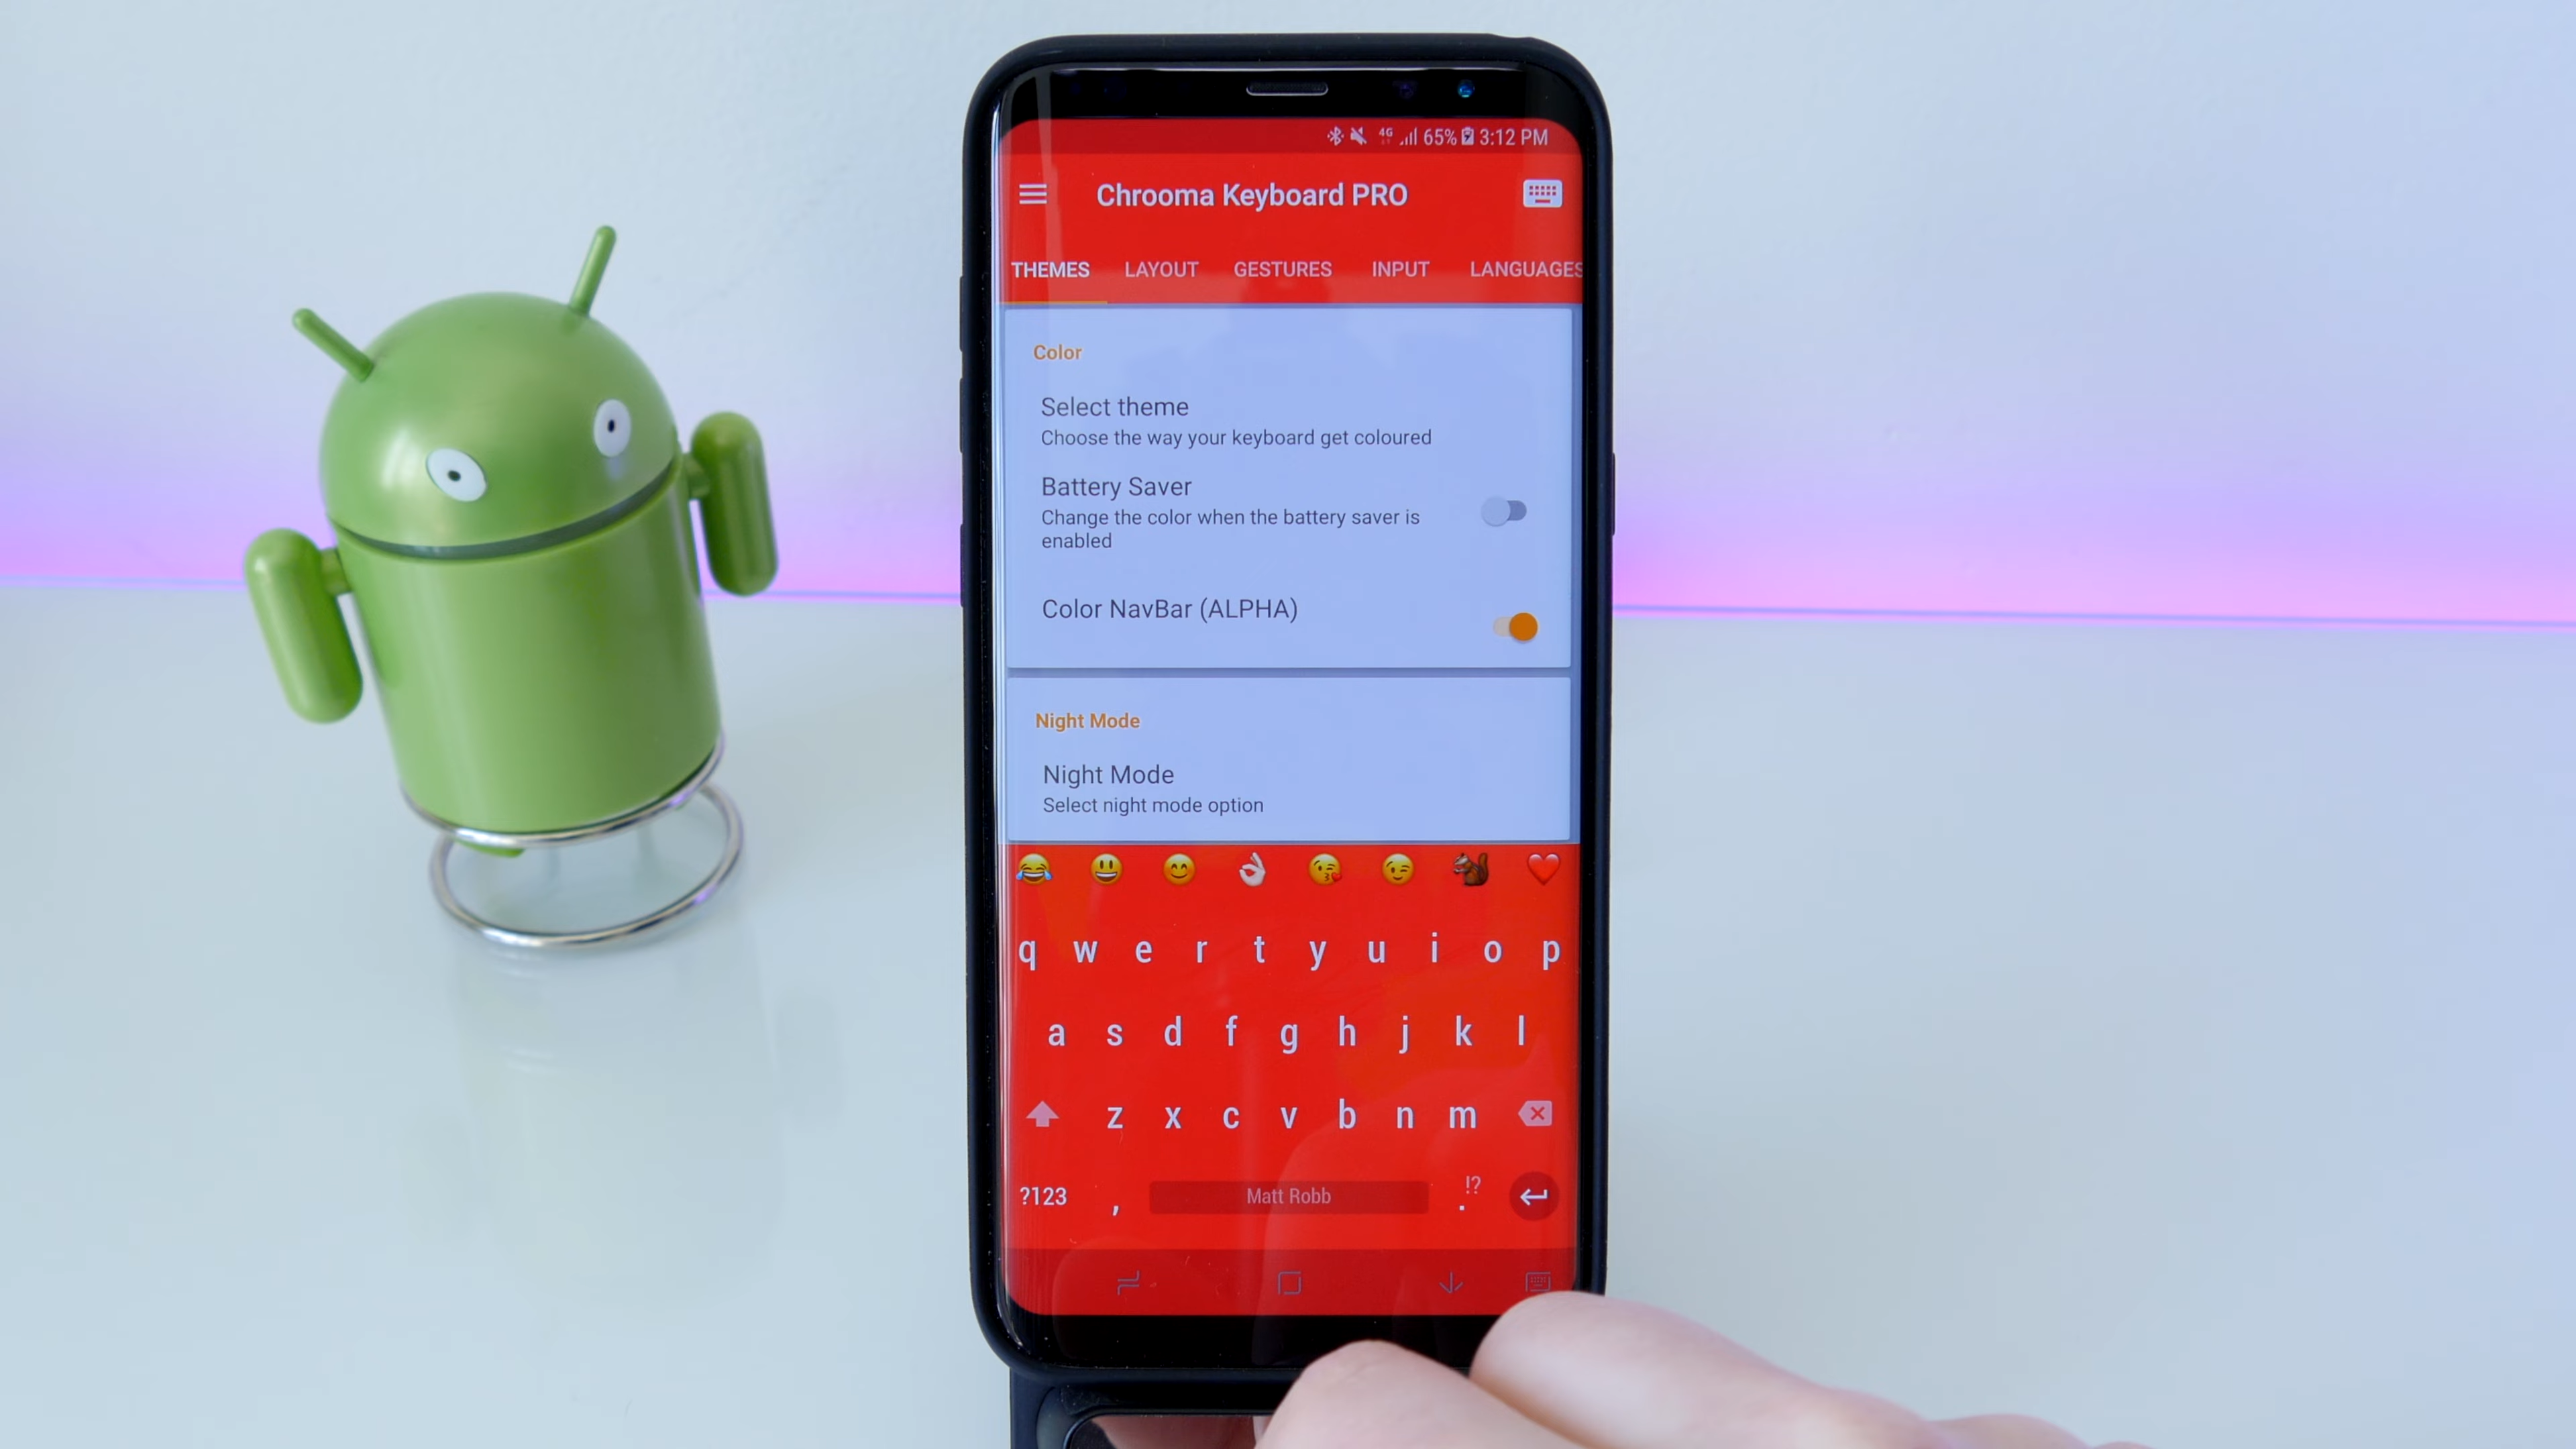 4G 65% 3:12 PM
Chrooma Keyboard PRO
THEMES LAYOUT GESTURES INPUT LANGUAGES
Color
Select theme
Choose the way your keyboard get coloured
Battery Saver
Change the color when the battery saver is
enabled
Color NavBar (ALPHA)
Night Mode
Night Mode
Select night mode option
q w e r t y u i o p
a s d f g h j k l
z x c v b n m
?123 , Matt Robb . !?